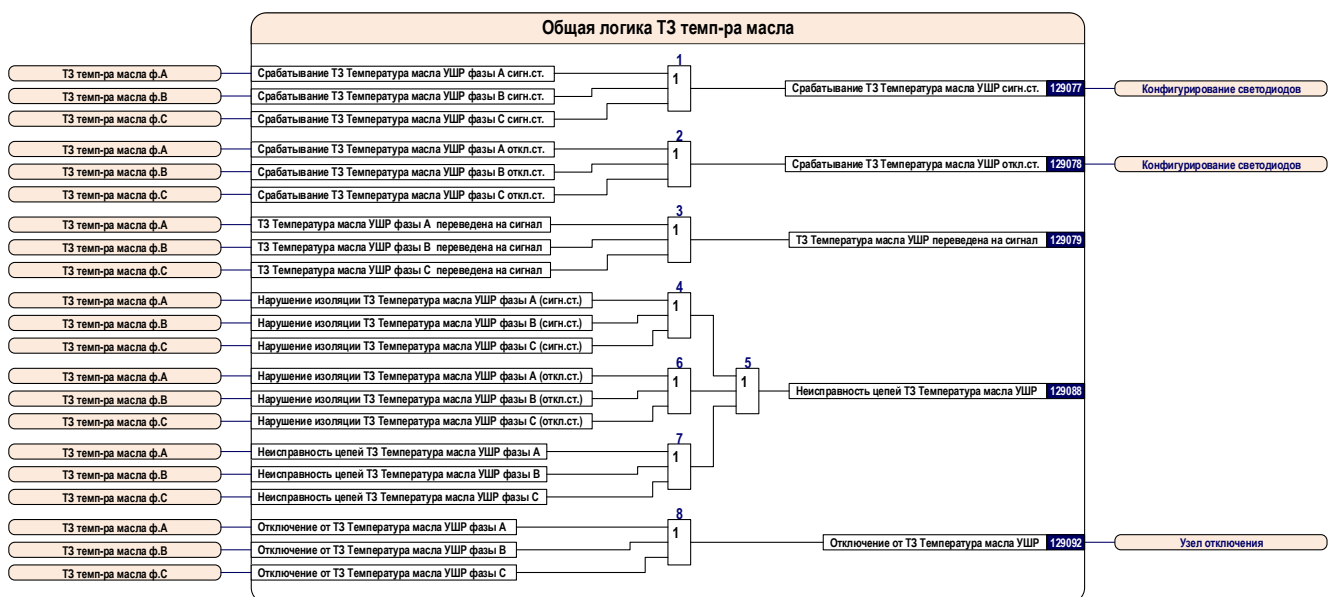 Общая логика ТЗ темп-ра масла
1
ТЗ темп-ра масла ф.А Срабатывание ТЗ Температура масла УШР фазы А сигн.ст. 1
ТЗ темп-ра масла ф.В Срабатывание ТЗ Температура масла УШР фазы В сигн.ст. Срабатывание ТЗ Температура масла УШР сигн.ст. 129077 Конфигурирование светодиодов
ТЗ темп-ра масла ф.С Срабатывание ТЗ Температура масла УШР фазы С сигн.ст.
2
ТЗ темп-ра масла ф.А Срабатывание ТЗ Температура масла УШР фазы А откл.ст. 1
ТЗ темп-ра масла ф.В Срабатывание ТЗ Температура масла УШР фазы В откл.ст. Срабатывание ТЗ Температура масла УШР откл.ст. 129078 Конфигурирование светодиодов
ТЗ темп-ра масла ф.С Срабатывание ТЗ Температура масла УШР фазы С откл.ст.
3
ТЗ темп-ра масла ф.А ТЗ Температура масла УШР фазы А переведена на сигнал 1
ТЗ темп-ра масла ф.В ТЗ Температура масла УШР фазы В переведена на сигнал ТЗ Температура масла УШР переведена на сигнал 129079
ТЗ темп-ра масла ф.С ТЗ Температура масла УШР фазы С переведена на сигнал
4
ТЗ темп-ра масла ф.А Нарушение изоляции ТЗ Температура масла УШР фазы А (сигн.ст.) 1
ТЗ темп-ра масла ф.В Нарушение изоляции ТЗ Температура масла УШР фазы В (сигн.ст.)
ТЗ темп-ра масла ф.С Нарушение изоляции ТЗ Температура масла УШР фазы С (сигн.ст.)
6 5
ТЗ темп-ра масла ф.А Нарушение изоляции ТЗ Температура масла УШР фазы А (откл.ст.) 1 1
ТЗ темп-ра масла ф.В Нарушение изоляции ТЗ Температура масла УШР фазы В (откл.ст.) Неисправность цепей ТЗ Температура масла УШР 129088
ТЗ темп-ра масла ф.С Нарушение изоляции ТЗ Температура масла УШР фазы С (откл.ст.)
7
ТЗ темп-ра масла ф.А Неисправность цепей ТЗ Температура масла УШР фазы А 1
ТЗ темп-ра масла ф.В Неисправность цепей ТЗ Температура масла УШР фазы В
ТЗ темп-ра масла ф.С Неисправность цепей ТЗ Температура масла УШР фазы С
8
ТЗ темп-ра масла ф.А Отключение от ТЗ Температура масла УШР фазы А 1
ТЗ темп-ра масла ф.В Отключение от ТЗ Температура масла УШР фазы В Отключение от ТЗ Температура масла УШР 129092 Узел отключения
ТЗ темп-ра масла ф.С Отключение от ТЗ Температура масла УШР фазы С